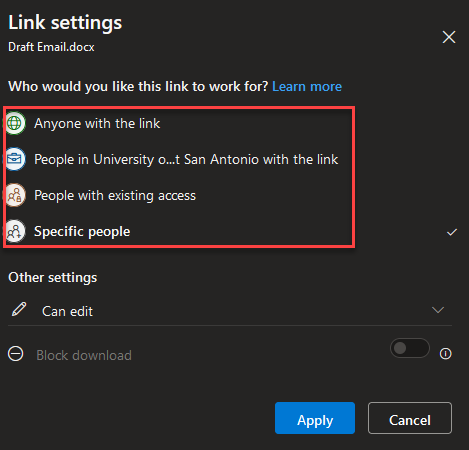 Link settings
Draft Email.docx
Who would you like this link to work for? Learn more
Anyone with the link
People in University o...t San Antonio with the link
People with existing access
Specific people
Other settings
Can edit
Block download
Apply Cancel